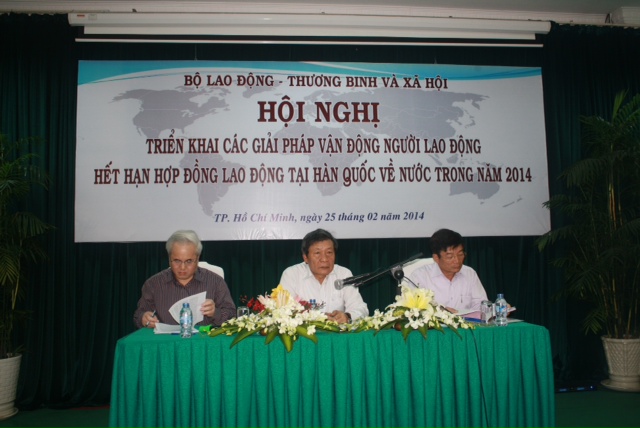 BỘ LAO ĐỘNG - THƯƠNG BINH VÀ XÃ HỘI
HỘI NGHỊ
TRIỂN KHAI CÁC GIẢI PHÁP VẬN ĐỘNG NGƯỜI LAO ĐỘNG
HẾT HẠN HỢP ĐỒNG LAO ĐỘNG TẠI HÀN QUỐC VỀ NƯỚC TRONG NĂM 2014
TP. Hồ Chí Minh, ngày 25 tháng 02 năm 2014